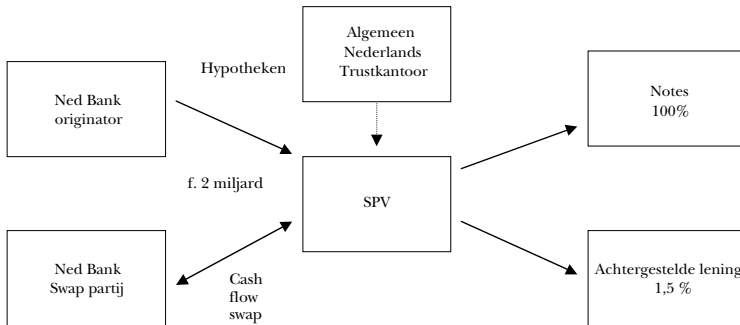 Algemeen
Nederlands
Trustkantoor
Hypotheken
Ned Bank
originator
Notes
100%
f. 2 miljard
SPV
Ned Bank
Swap partij
Cash
flow
swap
Achtergestelde lening
1,5 %